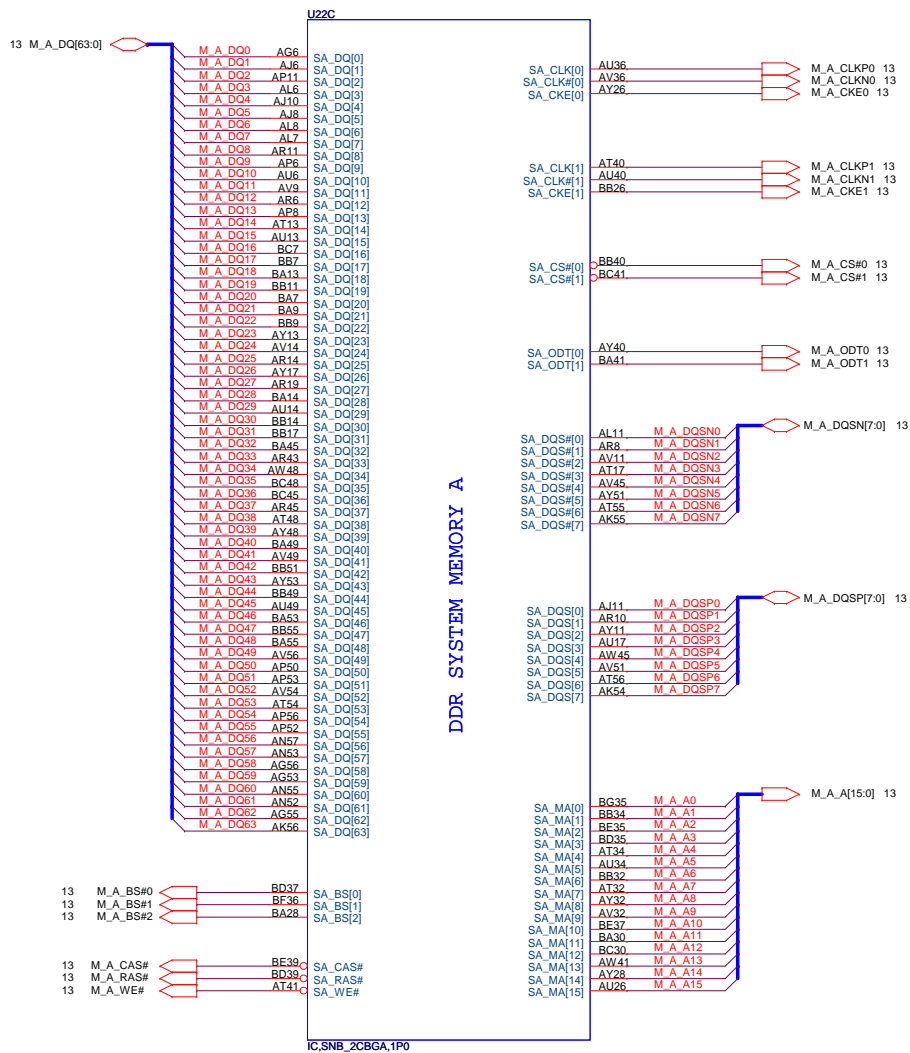 U22C
13 M_A_DQ[63:0]
M_A_DQ0 AG6 SA_DQ[0]
M_A_DQ1 AJ6 SA_DQ[1]
M_A_DQ2 AP11 SA_DQ[2]
M_A_DQ3 AL6 SA_DQ[3]
M_A_DQ4 AJ10 SA_DQ[4]
M_A_DQ5 AJ8 SA_DQ[5]
M_A_DQ6 AL8 SA_DQ[6]
M_A_DQ7 AL7 SA_DQ[7]
M_A_DQ8 AR11 SA_DQ[8]
M_A_DQ9 AP6 SA_DQ[9]
M_A_DQ10 AU6 SA_DQ[10]
M_A_DQ11 AV9 SA_DQ[11]
M_A_DQ12 AR6 SA_DQ[12]
M_A_DQ13 AP8 SA_DQ[13]
M_A_DQ14 AT13 SA_DQ[14]
M_A_DQ15 AU13 SA_DQ[15]
M_A_DQ16 BC7 SA_DQ[16]
M_A_DQ17 BB7 SA_DQ[17]
M_A_DQ18 BA13 SA_DQ[18]
M_A_DQ19 BB11 SA_DQ[19]
M_A_DQ20 BA7 SA_DQ[20]
M_A_DQ21 BA9 SA_DQ[21]
M_A_DQ22 BB9 SA_DQ[22]
M_A_DQ23 AY13 SA_DQ[23]
M_A_DQ24 AV14 SA_DQ[24]
M_A_DQ25 AR14 SA_DQ[25]
M_A_DQ26 AY17 SA_DQ[26]
M_A_DQ27 AR19 SA_DQ[27]
M_A_DQ28 BA14 SA_DQ[28]
M_A_DQ29 AU14 SA_DQ[29]
M_A_DQ30 BB14 SA_DQ[30]
M_A_DQ31 BB17 SA_DQ[31]
M_A_DQ32 BA45 SA_DQ[32]
M_A_DQ33 AR43 SA_DQ[33]
M_A_DQ34 AW48 SA_DQ[34]
M_A_DQ35 BC48 SA_DQ[35]
M_A_DQ36 BC45 SA_DQ[36]
M_A_DQ37 AR45 SA_DQ[37]
M_A_DQ38 AT48 SA_DQ[38]
M_A_DQ39 AY48 SA_DQ[39]
M_A_DQ40 BA49 SA_DQ[40]
M_A_DQ41 AV49 SA_DQ[41]
M_A_DQ42 BB51 SA_DQ[42]
M_A_DQ43 AY53 SA_DQ[43]
M_A_DQ44 BB49 SA_DQ[44]
M_A_DQ45 AU49 SA_DQ[45]
M_A_DQ46 BA53 SA_DQ[46]
M_A_DQ47 BB55 SA_DQ[47]
M_A_DQ48 BA55 SA_DQ[48]
M_A_DQ49 AV56 SA_DQ[49]
M_A_DQ50 AP50 SA_DQ[50]
M_A_DQ51 AP53 SA_DQ[51]
M_A_DQ52 AV54 SA_DQ[52]
M_A_DQ53 AT54 SA_DQ[53]
M_A_DQ54 AP56 SA_DQ[54]
M_A_DQ55 AP52 SA_DQ[55]
M_A_DQ56 AN57 SA_DQ[56]
M_A_DQ57 AN53 SA_DQ[57]
M_A_DQ58 AG56 SA_DQ[58]
M_A_DQ59 AG53 SA_DQ[59]
M_A_DQ60 AN55 SA_DQ[60]
M_A_DQ61 AN52 SA_DQ[61]
M_A_DQ62 AG55 SA_DQ[62]
M_A_DQ63 AK56 SA_DQ[63]
13 M_A_BS#0 BD37 SA_BS[0]
13 M_A_BS#1 BF36 SA_BS[1]
13 M_A_BS#2 BA28 SA_BS[2]
13 M_A_CAS# BE39 SA_CAS#
13 M_A_RAS# BD39 SA_RAS#
13 M_A_WE# AT41 SA_WE#
DDR SYSTEM MEMORY A
SA_CLK[0] AU36 M_A_CLKP0 13
SA_CLK#[0] AV36 M_A_CLKN0 13
SA_CKE[0] AY26 M_A_CKE0 13
SA_CLK[1] AT40 M_A_CLKP1 13
SA_CLK#[1] AU40 M_A_CLKN1 13
SA_CKE[1] BB26 M_A_CKE1 13
SA_CS#[0] BB40 M_A_CS#0 13
SA_CS#[1] BC41 M_A_CS#1 13
SA_ODT[0] AY40 M_A_ODT0 13
SA_ODT[1] BA41 M_A_ODT1 13
M_A_DQSN[7:0] 13
SA_DQS#[0] AL11 M_A_DQSN0
SA_DQS#[1] AR8 M_A_DQSN1
SA_DQS#[2] AV11 M_A_DQSN2
SA_DQS#[3] AT17 M_A_DQSN3
SA_DQS#[4] AV45 M_A_DQSN4
SA_DQS#[5] AY51 M_A_DQSN5
SA_DQS#[6] AT55 M_A_DQSN6
SA_DQS#[7] AK55 M_A_DQSN7
M_A_DQSP[7:0] 13
SA_DQS[0] AJ11 M_A_DQSP0
SA_DQS[1] AR10 M_A_DQSP1
SA_DQS[2] AY11 M_A_DQSP2
SA_DQS[3] AU17 M_A_DQSP3
SA_DQS[4] AW45 M_A_DQSP4
SA_DQS[5] AV51 M_A_DQSP5
SA_DQS[6] AT56 M_A_DQSP6
SA_DQS[7] AK54 M_A_DQSP7
M_A_A[15:0] 13
SA_MA[0] BG35 M_A_A0
SA_MA[1] BB34 M_A_A1
SA_MA[2] BE35 M_A_A2
SA_MA[3] BD35 M_A_A3
SA_MA[4] AT34 M_A_A4
SA_MA[5] AU34 M_A_A5
SA_MA[6] BB32 M_A_A6
SA_MA[7] AT32 M_A_A7
SA_MA[8] AY32 M_A_A8
SA_MA[9] AV32 M_A_A9
SA_MA[10] BE37 M_A_A10
SA_MA[11] BA30 M_A_A11
SA_MA[12] BC30 M_A_A12
SA_MA[13] AW41 M_A_A13
SA_MA[14] AY28 M_A_A14
SA_MA[15] AU26 M_A_A15
IC,SNB_2CBGA,1P0